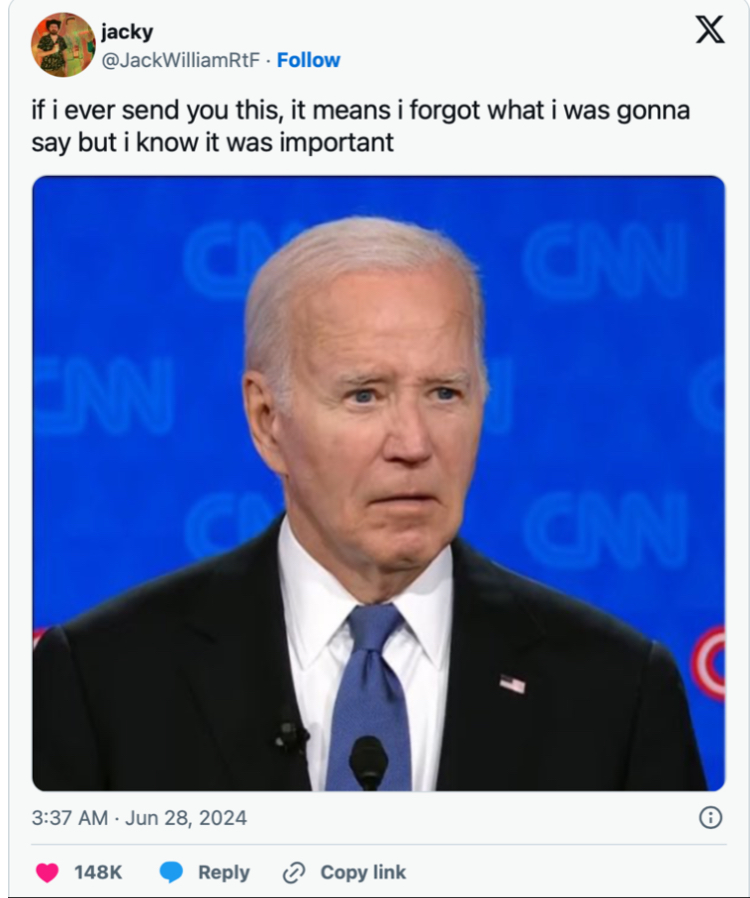 jacky
@JackWilliamRtF · Follow
if i ever send you this, it means i forgot what i was gonna
say but i know it was important
CNN CNN
CNN
CNN CNN
3:37 AM · Jun 28, 2024
148K Reply Copy link